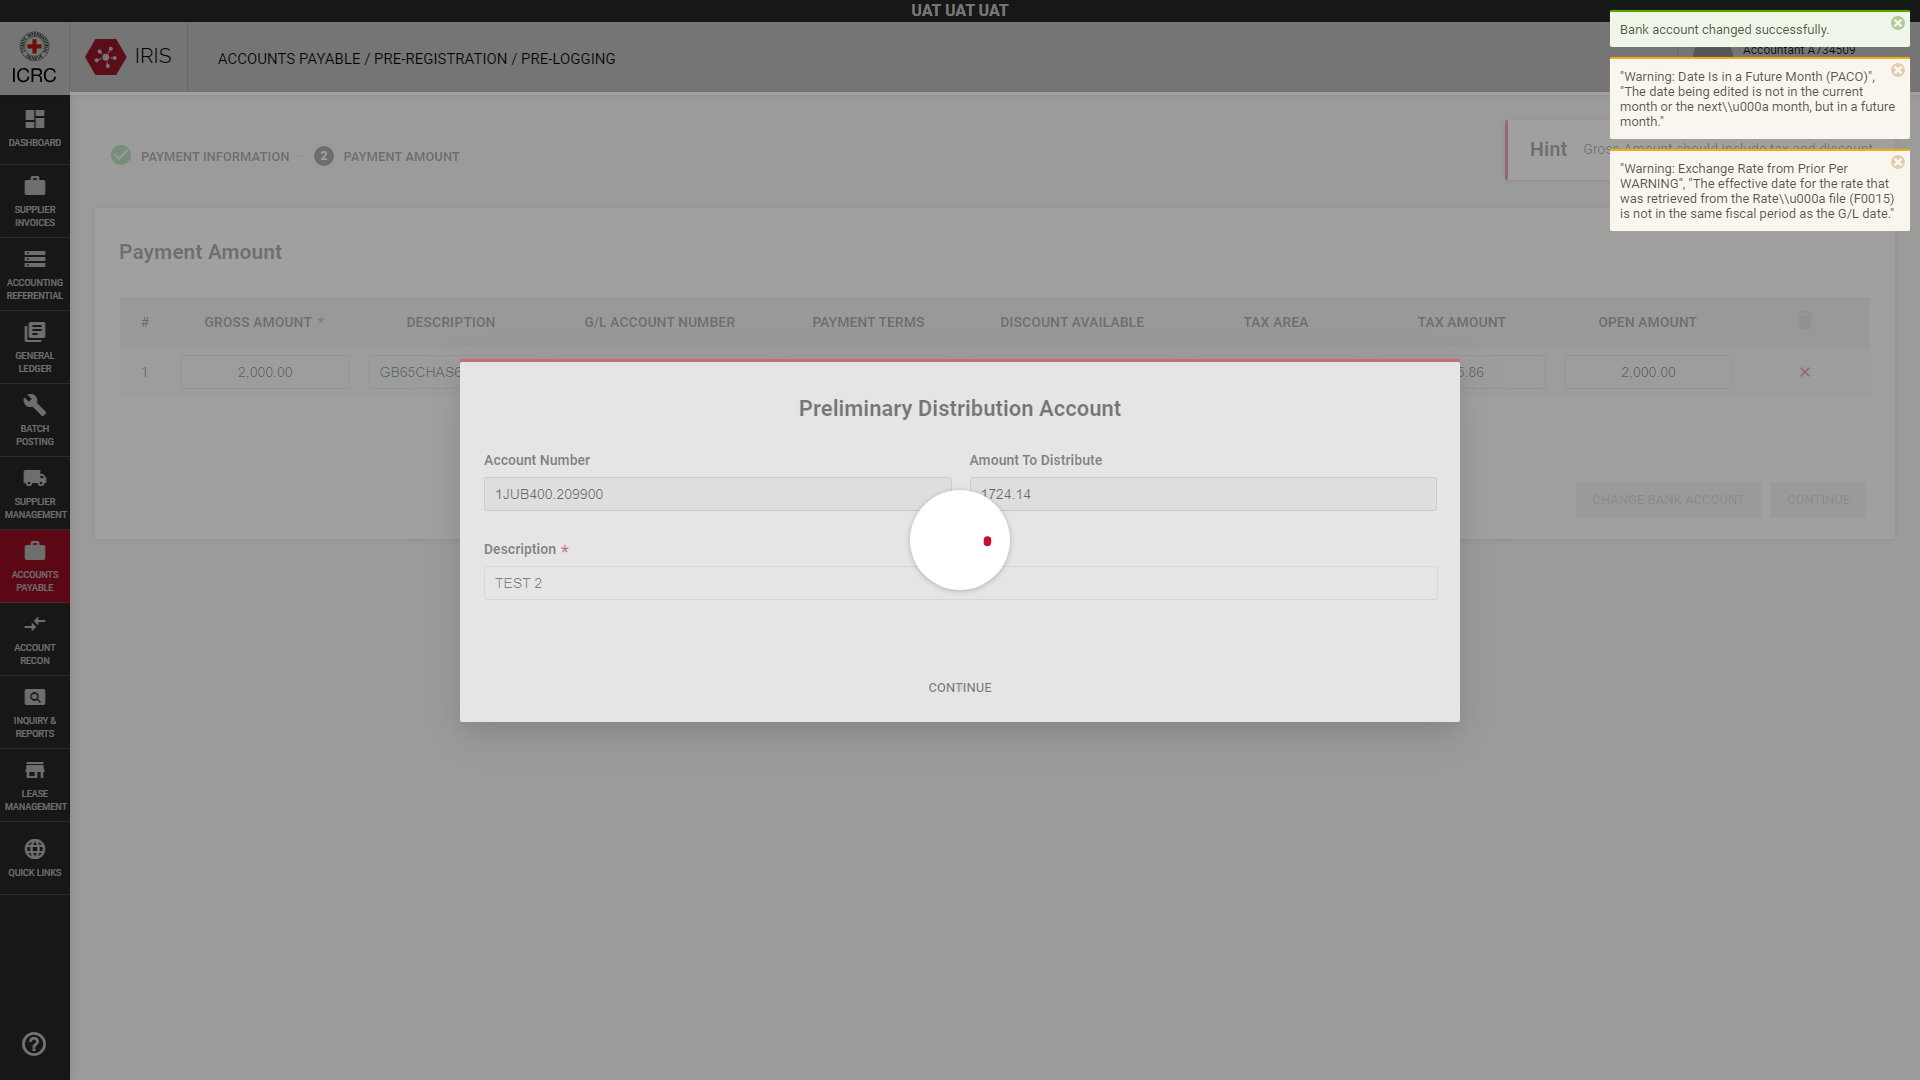 UAT UAT UAT
ICRC
IRIS
ACCOUNTS PAYABLE / PRE-REGISTRATION / PRE-LOGGING
Accountant A734509
Bank account changed successfully.
"Warning: Date Is in a Future Month (PACO)",
"The date being edited is not in the current
month or the next\\u000a month, but in a future
month."
"Warning: Exchange Rate from Prior Per
WARNING", "The effective date for the rate that
was retrieved from the Rate\\u000a file (F0015)
is not in the same fiscal period as the G/L date."
DASHBOARD
SUPPLIER
INVOICES
ACCOUNTING
REFERENTIAL
GENERAL
LEDGER
BATCH
POSTING
SUPPLIER
MANAGEMENT
ACCOUNTS
PAYABLE
ACCOUNT
RECON
INQUIRY &
REPORTS
LEASE
MANAGEMENT
QUICK LINKS
PAYMENT INFORMATION
2 PAYMENT AMOUNT
Hint Gross Amount should include tax and discount
Payment Amount
# GROSS AMOUNT * DESCRIPTION G/L ACCOUNT NUMBER PAYMENT TERMS DISCOUNT AVAILABLE TAX AREA TAX AMOUNT OPEN AMOUNT
1 2,000.00 GB65CHAS6 5.86 2,000.00
CHANGE BANK ACCOUNT CONTINUE
Preliminary Distribution Account
Account Number Amount To Distribute
1JUB400.209900 1724.14
Description *
TEST 2
CONTINUE